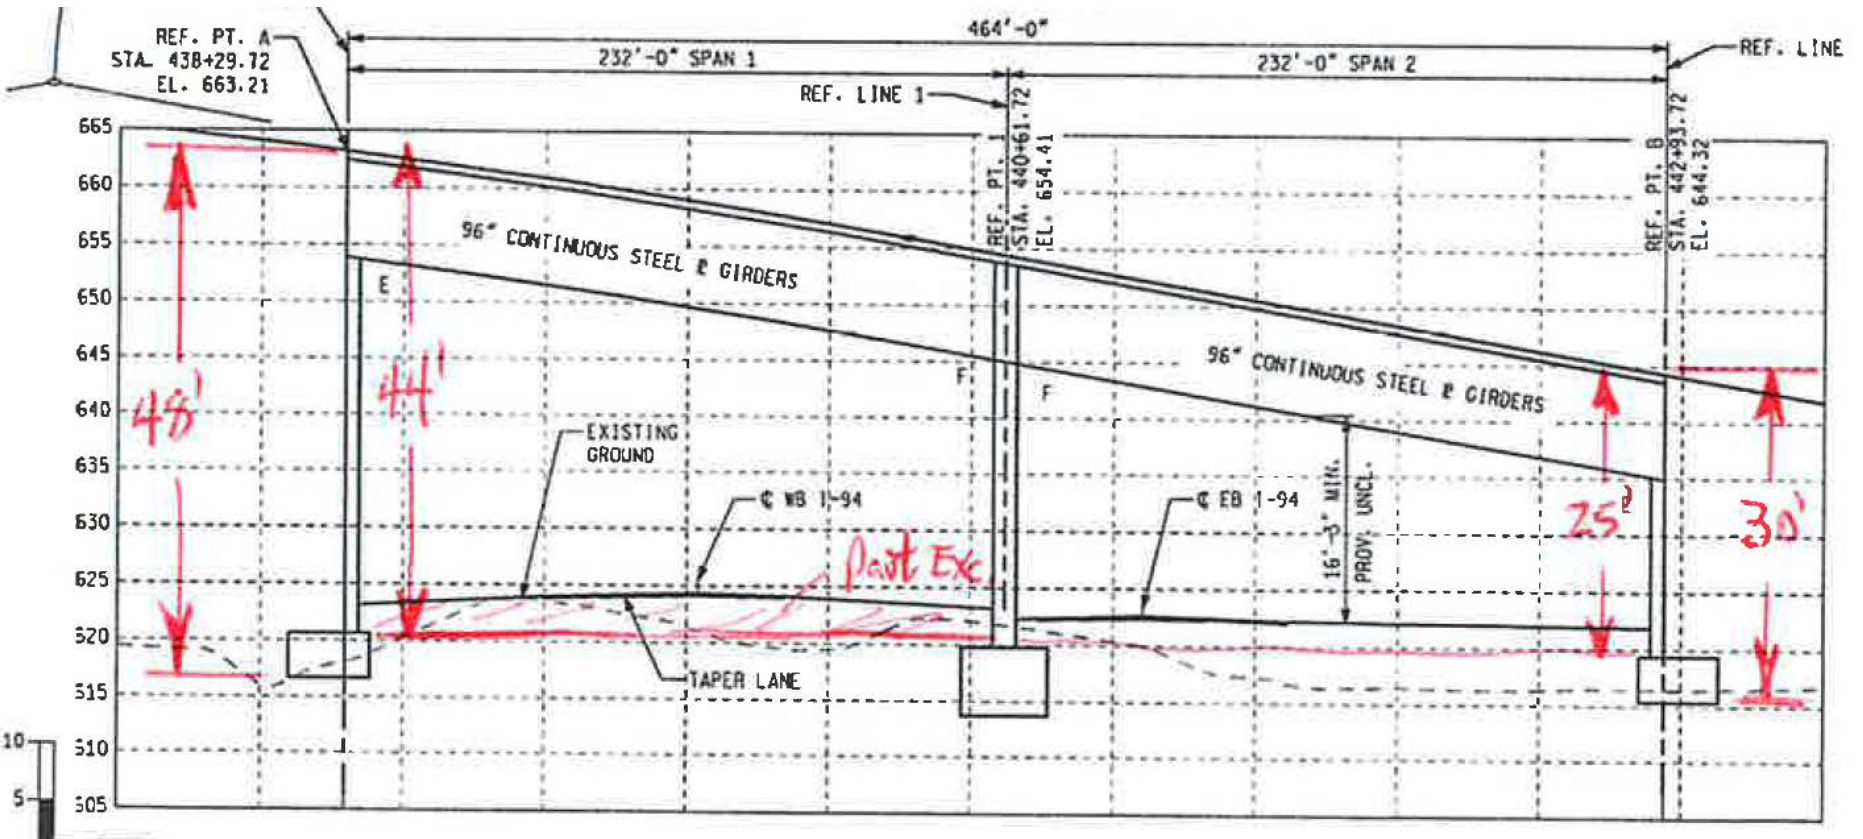 464'-0"
REF. PT. A
STA. 438+29.72
EL. 663.21
232'-0" SPAN 1
232'-0" SPAN 2
REF. LINE
REF. LINE 1
REF. PT. 1
STA. 440+61.72
EL. 654.41
REF. PT. B
STA. 442+93.72
EL. 644.32
665
660
655
650
645
640
635
630
625
620
615
610
605
96" CONTINUOUS STEEL ℄ GIRDERS
96" CONTINUOUS STEEL ℄ GIRDERS
E
F
F
48'
44'
EXISTING
GROUND
℄ WB I-94
℄ EB I-94
16'-3" MIN.
PROV. UNCL.
25'
30'
Past Exc.
TAPER LANE
10
5